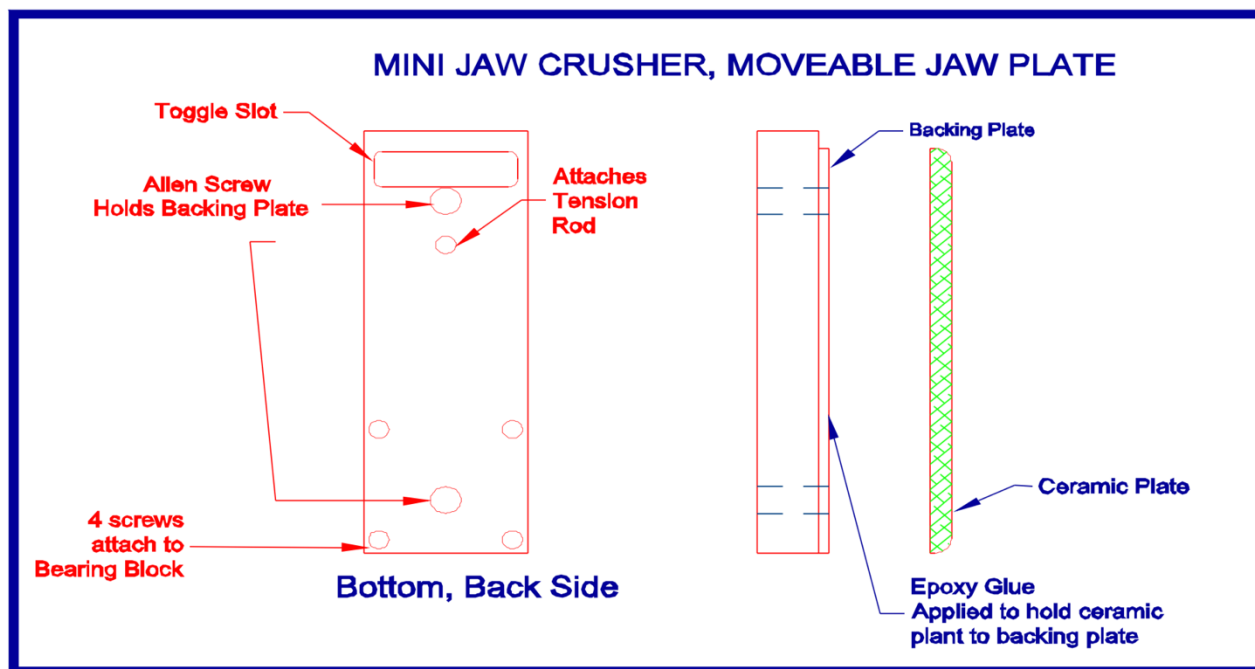 MINI JAW CRUSHER, MOVEABLE JAW PLATE
Toggle Slot
Allen Screw
Holds Backing Plate
Attaches
Tension
Rod
4 screws
attach to
Bearing Block
Bottom, Back Side
Backing Plate
Ceramic Plate
Epoxy Glue
Applied to hold ceramic
plant to backing plate